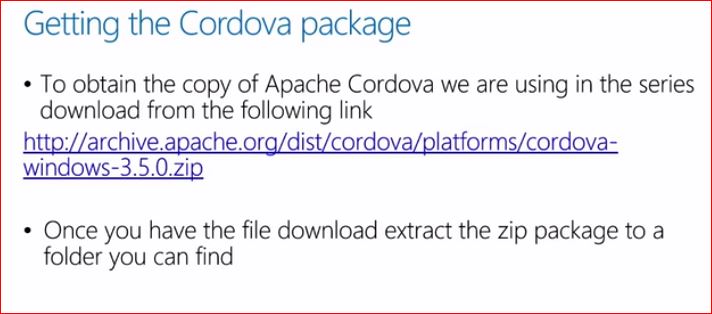 Getting the Cordova package
• To obtain the copy of Apache Cordova we are using in the series
download from the following link
http://archive.apache.org/dist/cordova/platforms/cordova-
windows-3.5.0.zip
• Once you have the file download extract the zip package to a
folder you can find